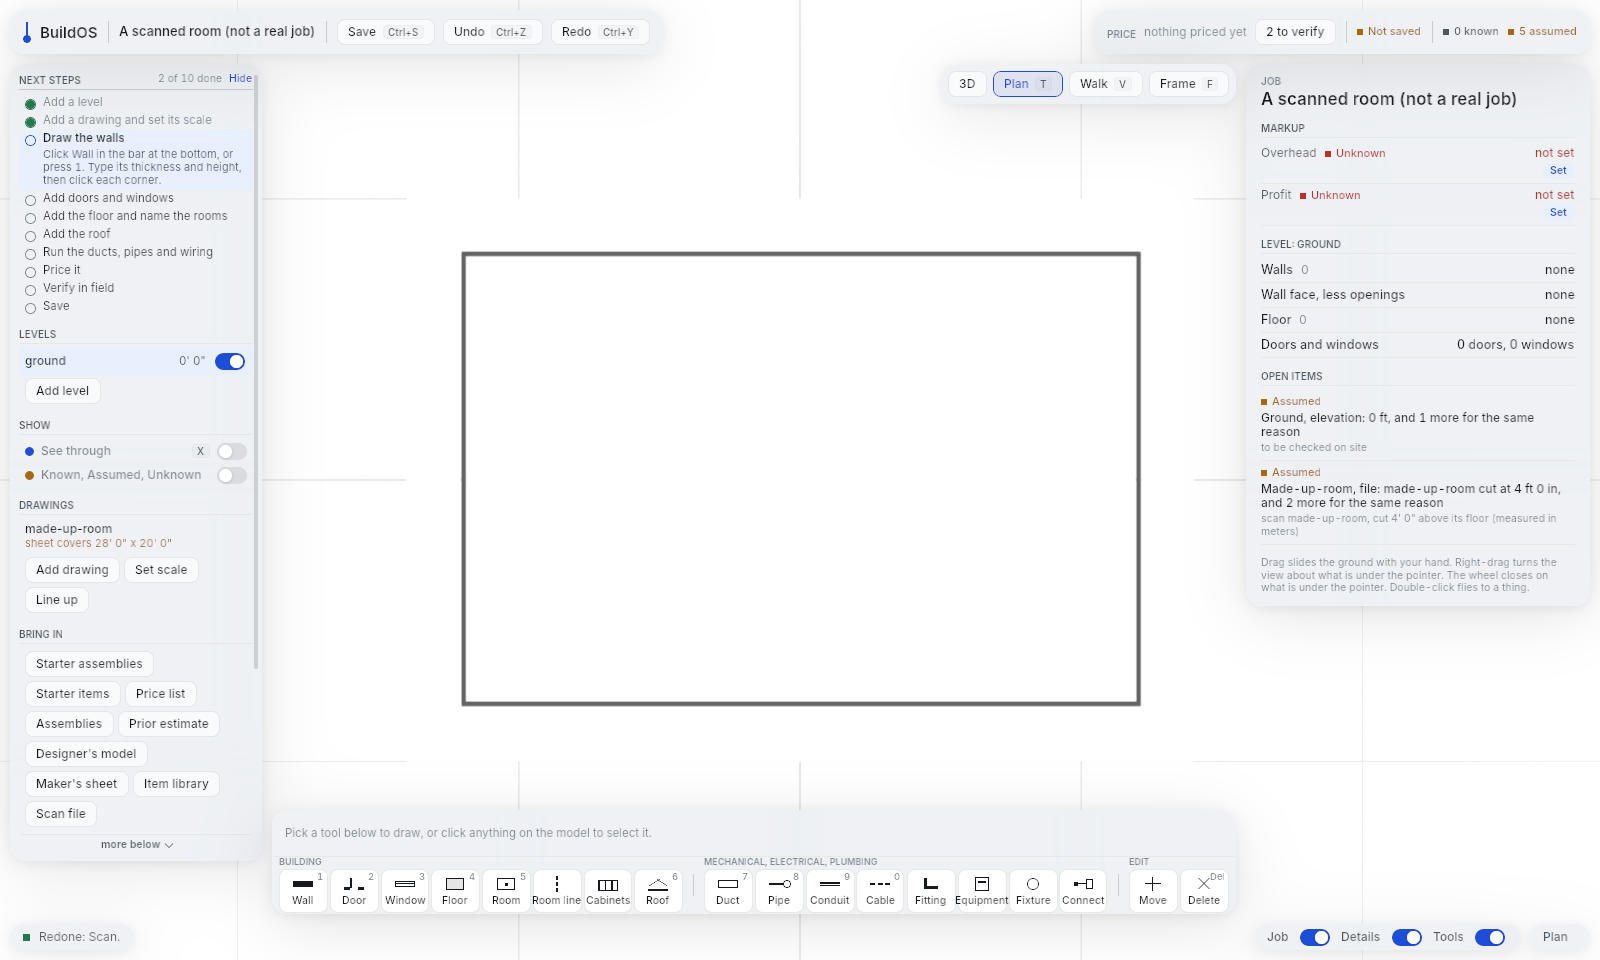 BuildOS
A scanned room (not a real job)
Save Ctrl+S
Undo Ctrl+Z
Redo Ctrl+Y
PRICE nothing priced yet
2 to verify
Not saved
0 known
5 assumed
3D
Plan T
Walk V
Frame F
NEXT STEPS 2 of 10 done Hide
Add a level
Add a drawing and set its scale
Draw the walls
Click Wall in the bar at the bottom, or
press 1. Type its thickness and height,
then click each corner.
Add doors and windows
Add the floor and name the rooms
Add the roof
Run the ducts, pipes and wiring
Price it
Verify in field
Save
LEVELS
ground 0' 0"
Add level
SHOW
See through X
Known, Assumed, Unknown
DRAWINGS
made-up-room
sheet covers 28' 0" x 20' 0"
Add drawing Set scale
Line up
BRING IN
Starter assemblies
Starter items Price list
Assemblies Prior estimate
Designer's model
Maker's sheet Item library
Scan file
more below
JOB
A scanned room (not a real job)
MARKUP
Overhead Unknown not set
Set
Profit Unknown not set
Set
LEVEL: GROUND
Walls 0 none
Wall face, less openings none
Floor 0 none
Doors and windows 0 doors, 0 windows
OPEN ITEMS
Assumed
Ground, elevation: 0 ft, and 1 more for the same
reason
to be checked on site
Assumed
Made-up-room, file: made-up-room cut at 4 ft 0 in,
and 2 more for the same reason
scan made-up-room, cut 4' 0" above its floor (measured in
meters)
Drag slides the ground with your hand. Right-drag turns the
view about what is under the pointer. The wheel closes on
what is under the pointer. Double-click flies to a thing.
Pick a tool below to draw, or click anything on the model to select it.
BUILDING
1 Wall
2 Door
3 Window
4 Floor
5 Room
Room line
Cabinets
6 Roof
MECHANICAL, ELECTRICAL, PLUMBING
7 Duct
8 Pipe
9 Conduit
0 Cable
Fitting
Equipment
Fixture
Connect
EDIT
Move
Del Delete
Redone: Scan.
Job
Details
Tools
Plan